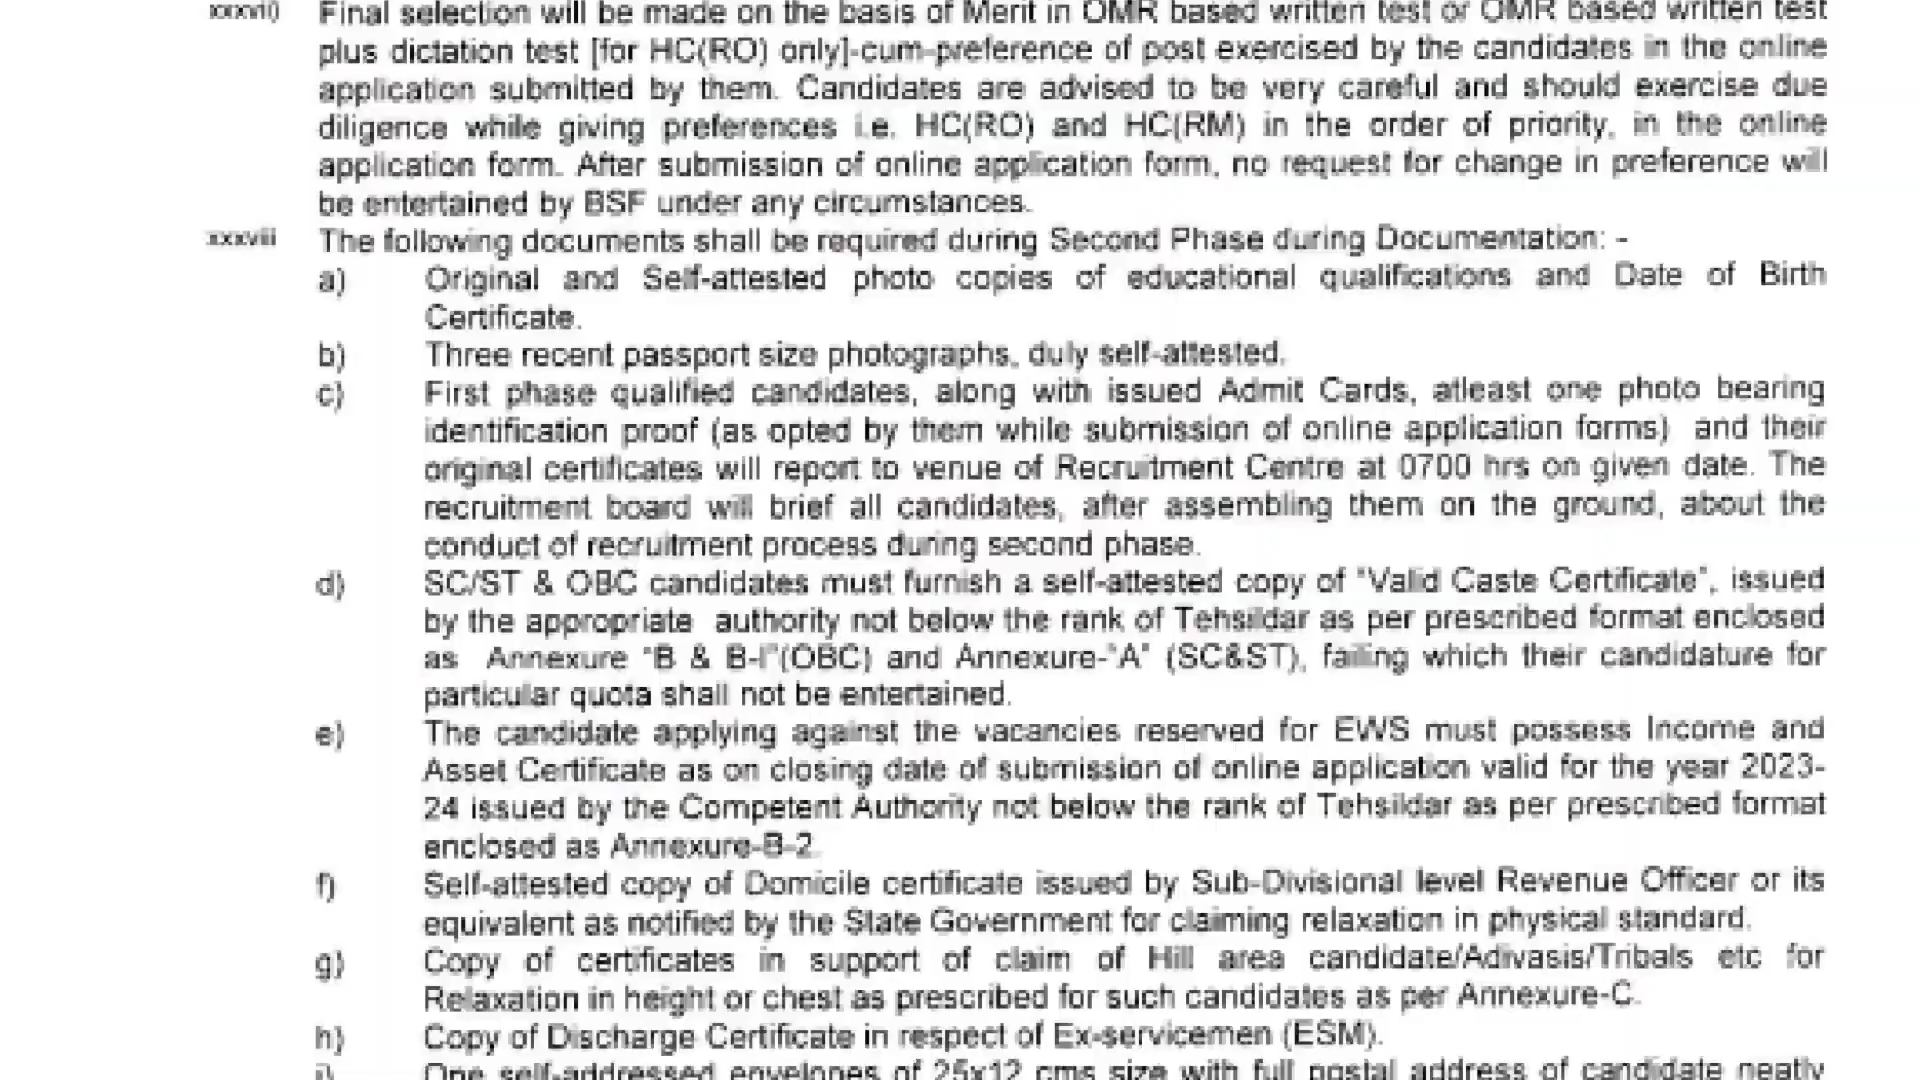 xxxvii) Final selection will be made on the basis of Merit in OMR based written test or OMR based written test
plus dictation test [for HC(RO) only]-cum-preference of post exercised by the candidates in the online
application submitted by them. Candidates are advised to be very careful and should exercise due
diligence while giving preferences i.e. HC(RO) and HC(RM) in the order of priority, in the online
application form. After submission of online application form, no request for change in preference will
be entertained by BSF under any circumstances.
xxxviii The following documents shall be required during Second Phase during Documentation: -
a) Original and Self-attested photo copies of educational qualifications and Date of Birth
Certificate.
b) Three recent passport size photographs, duly self-attested.
c) First phase qualified candidates, along with issued Admit Cards, atleast one photo bearing
identification proof (as opted by them while submission of online application forms) and their
original certificates will report to venue of Recruitment Centre at 0700 hrs on given date. The
recruitment board will brief all candidates, after assembling them on the ground, about the
conduct of recruitment process during second phase.
d) SC/ST & OBC candidates must furnish a self-attested copy of "Valid Caste Certificate", issued
by the appropriate authority not below the rank of Tehsildar as per prescribed format enclosed
as Annexure "B & B-I"(OBC) and Annexure-"A" (SC&ST), failing which their candidature for
particular quota shall not be entertained.
e) The candidate applying against the vacancies reserved for EWS must possess Income and
Asset Certificate as on closing date of submission of online application valid for the year 2023-
24 issued by the Competent Authority not below the rank of Tehsildar as per prescribed format
enclosed as Annexure-B-2.
f) Self-attested copy of Domicile certificate issued by Sub-Divisional level Revenue Officer or its
equivalent as notified by the State Government for claiming relaxation in physical standard.
g) Copy of certificates in support of claim of Hill area candidate/Adivasis/Tribals etc for
Relaxation in height or chest as prescribed for such candidates as per Annexure-C.
h) Copy of Discharge Certificate in respect of Ex-servicemen (ESM).
i) One self-addressed envelopes of 25x12 cms size with full postal address of candidate neatly